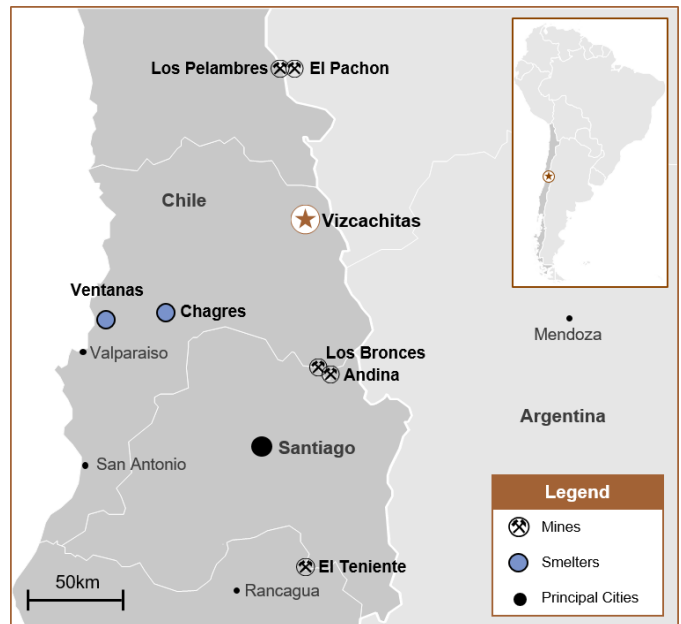 Los Pelambres
El Pachon
Chile
Vizcachitas
Ventanas
Chagres
Mendoza
Valparaiso
Los Bronces
Andina
Argentina
Santiago
San Antonio
Legend
Mines
Smelters
Principal Cities
El Teniente
50km
Rancagua